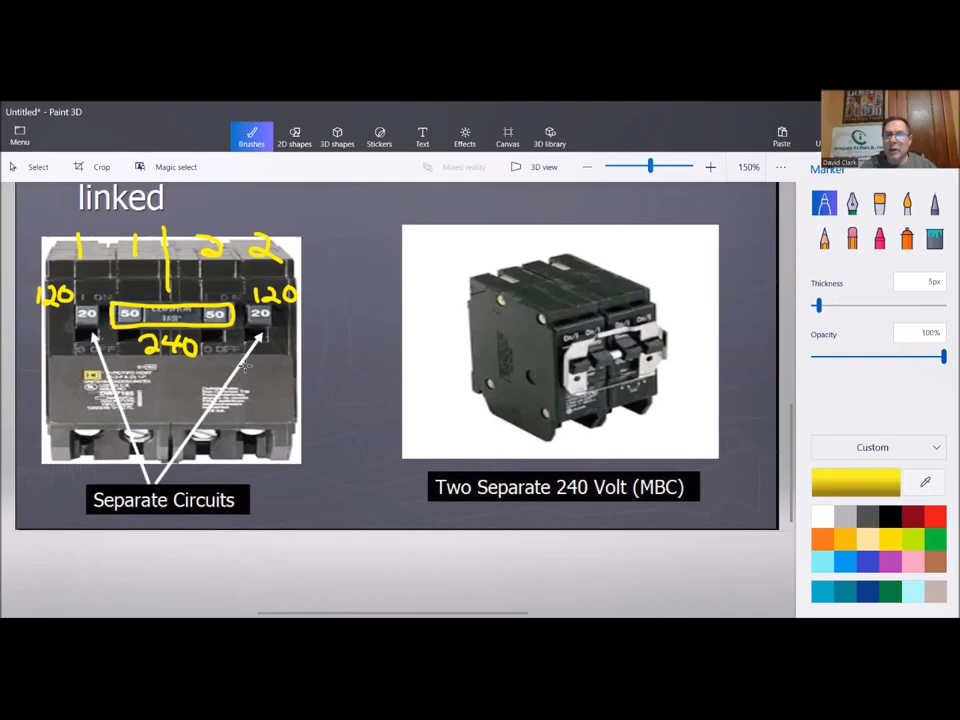 Untitled* - Paint 3D
Menu
Brushes
2D shapes
3D shapes
Stickers
Text
Effects
Canvas
3D library
Paste
Select
Crop
Magic select
Mixed reality
3D view
150%
David Clark
Marker
Thickness
5px
Opacity
100%
Custom
linked
1 1 2 2
120 120
20 50 50 20
240
Separate Circuits
Two Separate 240 Volt (MBC)